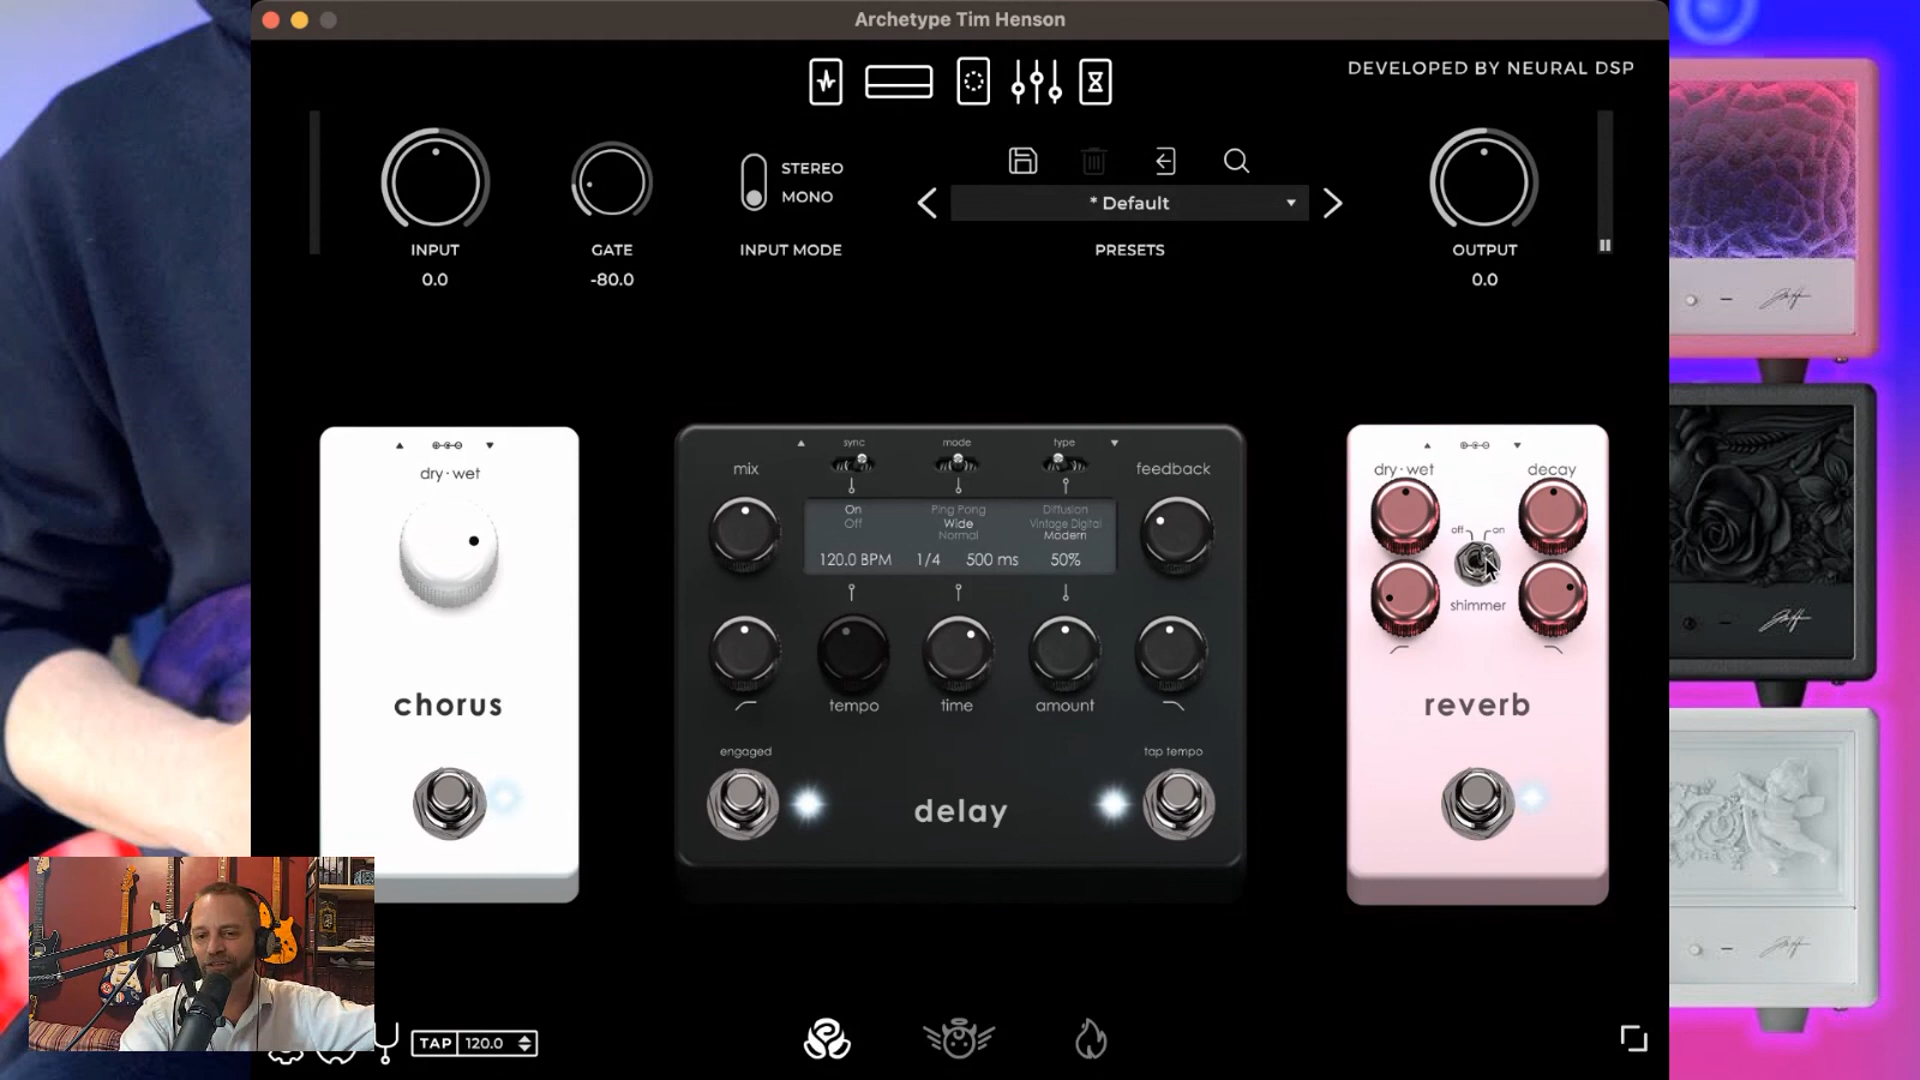 Archetype Tim Henson
DEVELOPED BY NEURAL DSP
STEREO
MONO
* Default
INPUT
GATE
INPUT MODE
PRESETS
OUTPUT
0.0
-80.0
0.0
dry·wet
chorus
sync
mode
type
mix
feedback
On
Ping Pong
Diffusion
Off
Wide
Vintage Digital
Normal
Modern
120.0 BPM
1/4
500 ms
50%
tempo
time
amount
engaged
tap tempo
delay
dry·wet
decay
off
on
shimmer
reverb
TAP
120.0